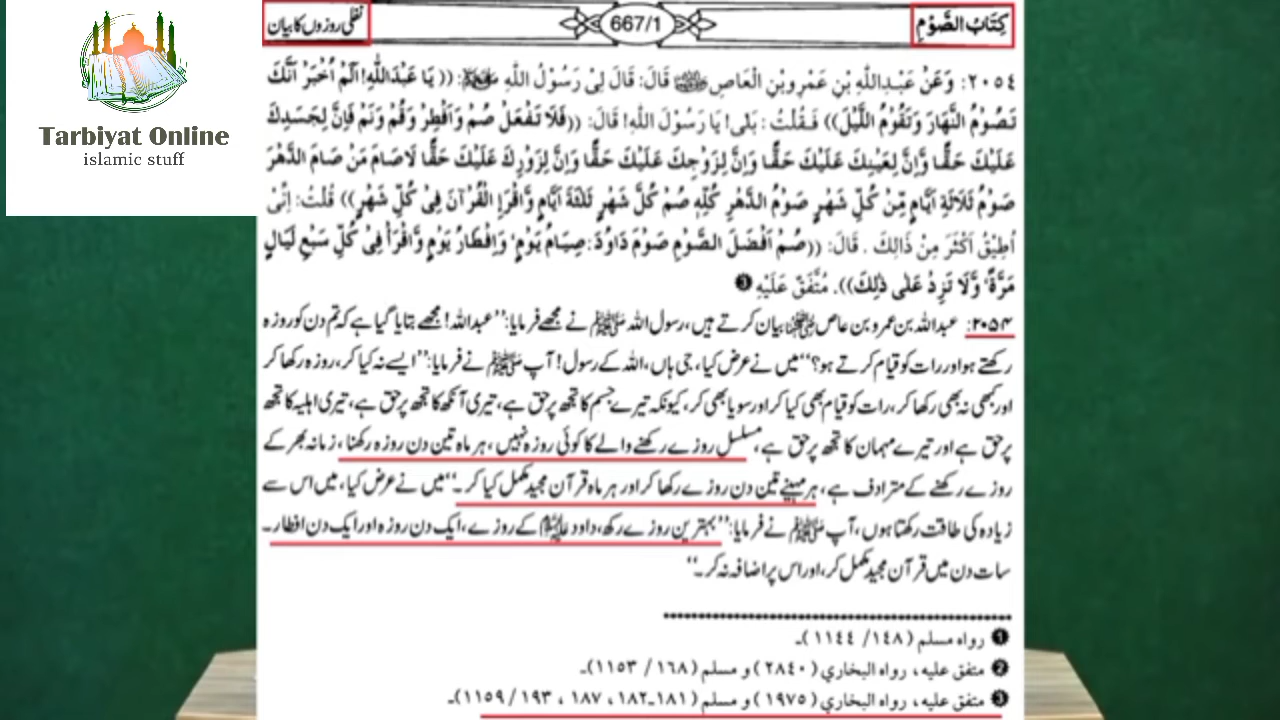 Tarbiyat Online
islamic stuff
كِتَابُ الصَّوْمِ
667/1
نفلی روزوں کا بیان
٢٠٥٤: وَعَنْ عَبْدِاللّٰهِ بْنِ عَمْرِوبْنِ الْعَاصِ ﷠ قَالَ: قَالَ لِىْ رَسُوْلُ اللّٰهِ ﷺ: ((يَا عَبْدَاللّٰهِ! اَلَمْ اُخْبَرْ اَنَّكَ
تَصُوْمُ النَّهَارَ وَتَقُوْمُ اللَّيْلَ)) فَقُلْتُ: بَلٰى! يَا رَسُوْلَ اللّٰهِ! قَالَ: ((فَلَا تَفْعَلْ صُمْ وَاَفْطِرْ وَقُمْ وَنَمْ فَاِنَّ لِجَسَدِكَ
عَلَيْكَ حَقًّا وَّاِنَّ لِعَيْنِكَ عَلَيْكَ حَقًّا وَاِنَّ لِزَوْجِكَ عَلَيْكَ حَقًّا وَاِنَّ لِزَوْرِكَ عَلَيْكَ حَقًّا لَاصَامَ مَنْ صَامَ الدَّهْرَ
صَوْمُ ثَلَاثَةِ اَيَّامٍ مِّنْ كُلِّ شَهْرٍ صَوْمُ الدَّهْرِ كُلِّهِ صُمْ كُلَّ شَهْرٍ ثَلٰثَةَ اَيَّامٍ وَّاقْرَإِ الْقُرْآنَ فِىْ كُلِّ شَهْرٍ)) قُلْتُ: اِنِّىْ
اُطِيْقُ اَكْثَرَ مِنْ ذَالِكَ . قَالَ: ((صُمْ اَفْضَلَ الصَّوْمِ صَوْمَ دَاوُدَ: صِيَامُ يَوْمٍ وَاِفْطَارُ يَوْمٍ وَّاقْرَأْ فِىْ كُلِّ سَبْعِ لَيَالٍ
مَرَّةً وَّلَا تَزِدْ عَلٰى ذٰلِكَ)). مُتَّفَقٌ عَلَيْهِ ❸
۲۰۵۴: عبداللہ بن عمرو بن عاص ﷠ بیان کرتے ہیں، رسول اللہ ﷺ نے مجھے فرمایا: ’’عبداللہ! مجھے بتایا گیا ہے کہ تم دن کو روزہ
رکھتے ہو اور رات کو قیام کرتے ہو؟‘‘ میں نے عرض کیا، جی ہاں، اللہ کے رسول! آپ ﷺ نے فرمایا: ’’ایسے نہ کیا کر، روزہ رکھا کر
اور کبھی نہ بھی رکھا کر، رات کو قیام بھی کیا کر اور سویا بھی کر، کیونکہ تیرے جسم کا تجھ پر حق ہے، تیری آنکھ کا تجھ پر حق ہے، تیری اہلیہ کا تجھ
پر حق ہے اور تیرے مہمان کا تجھ پر حق ہے، مسلسل روزے رکھنے والے کا کوئی روزہ نہیں، ہر ماہ تین دن روزہ رکھنا، زمانہ بھر کے
روزے رکھنے کے مترادف ہے، ہر مہینے تین دن روزے رکھا کر اور ہر ماہ قرآن مجید مکمل کیا کر۔‘‘ میں نے عرض کیا، میں اس سے
زیادہ کی طاقت رکھتا ہوں، آپ ﷺ نے فرمایا: ’’بہترین روزے رکھ، داود علیہ السلام کے روزے، ایک دن روزہ اور ایک دن افطار۔
سات دن میں قرآن مجید مکمل کر، اور اس پر اضافہ نہ کر۔‘‘
❶ رواه مسلم (١٤٨/ ١١٤٤)۔
❷ متفق عليه، رواه البخاري (٢٨٤٠) و مسلم (١٦٨/ ١١٥٣)۔
❸ متفق عليه، رواه البخاري (١٩٧٥) و مسلم (١٨١۔١٨٢، ١٨٧، ١٩٣/ ١١٥٩)۔